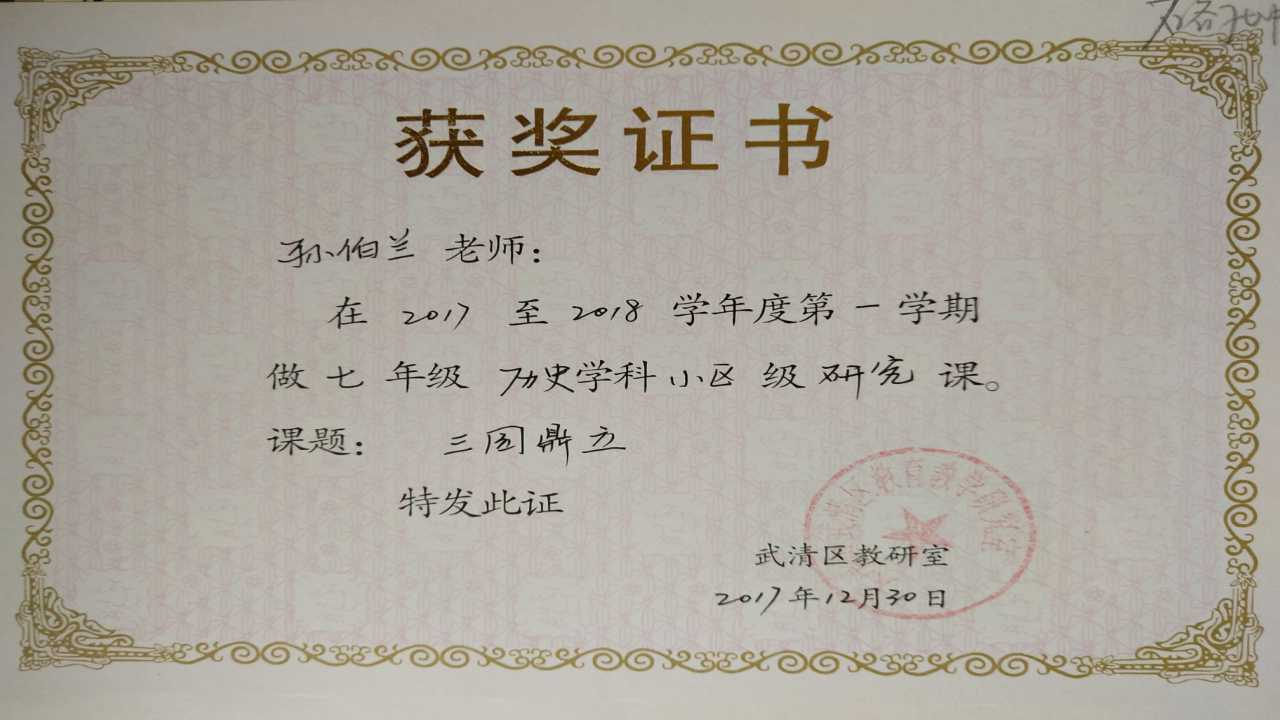 获奖证书
孙伯兰 老师：
在 2017 至 2018 学年度第一学期
做 七 年级 历史学科小区 级 研究 课。
课题： 三国鼎立
特发此证
武清区教研室
2017年12月30日